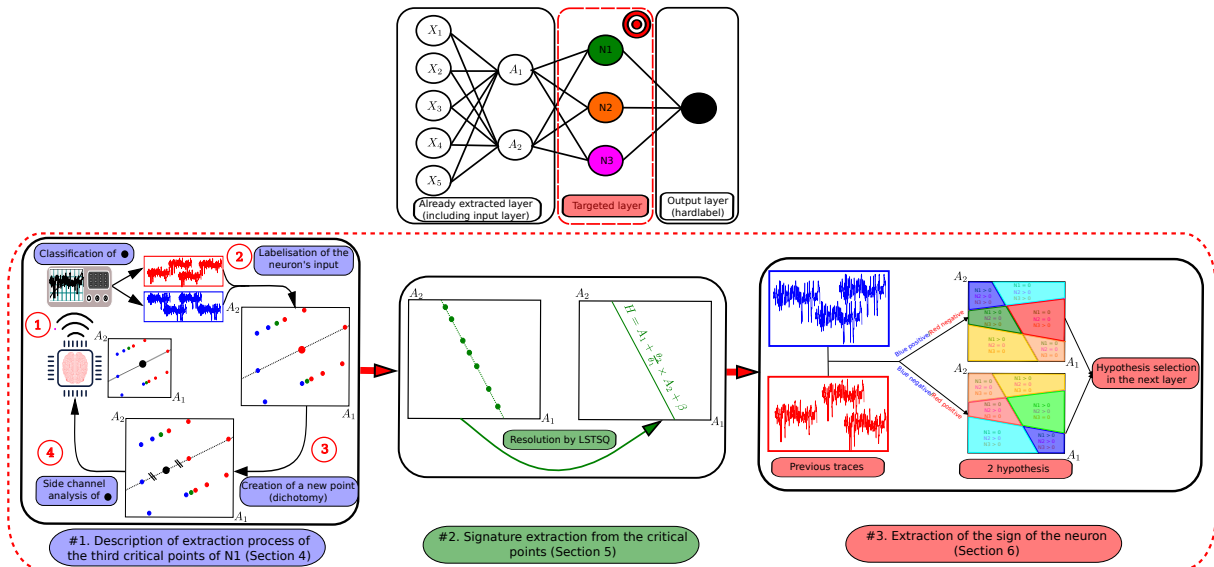 X1
X2
X3
X4
X5
A1
A2
N1
N2
N3
Already extracted layer
(including input layer)
Targeted layer
Output layer
(hardlabel)
Classification of
2
Labelisation of the
neuron's input
1
A2
A1
A2
A1
3
4
A2
A1
Side channel
analysis of
Creation of a new point
(dichotomy)
#1. Description of extraction process of
the third critical points of N1 (Section 4)
A2
A1
A2
H = A1 + θ2/θ1 × A2 + β
A1
Resolution by LSTSQ
#2. Signature extraction from the critical
points (Section 5)
Previous traces
Blue positive/Red negative
Blue negative/Red positive
A2
A1
A2
A1
2 hypothesis
Hypothesis selection
in the next layer
#3. Extraction of the sign of the neuron
(Section 6)